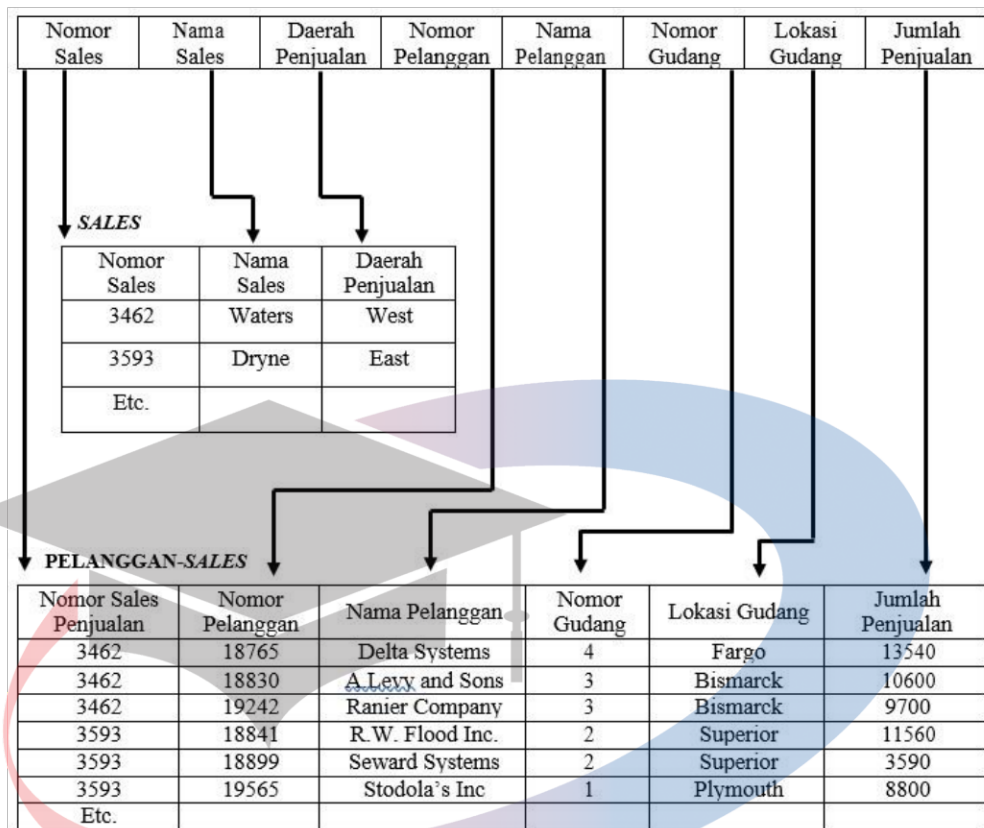 Nomor Sales | Nama Sales | Daerah Penjualan | Nomor Pelanggan | Nama Pelanggan | Nomor Gudang | Lokasi Gudang | Jumlah Penjualan
SALES
Nomor Sales | Nama Sales | Daerah Penjualan
3462 | Waters | West
3593 | Dryne | East
Etc.
PELANGGAN-SALES
Nomor Sales Penjualan | Nomor Pelanggan | Nama Pelanggan | Nomor Gudang | Lokasi Gudang | Jumlah Penjualan
3462 | 18765 | Delta Systems | 4 | Fargo | 13540
3462 | 18830 | A.Levy and Sons | 3 | Bismarck | 10600
3462 | 19242 | Ranier Company | 3 | Bismarck | 9700
3593 | 18841 | R.W. Flood Inc. | 2 | Superior | 11560
3593 | 18899 | Seward Systems | 2 | Superior | 3590
3593 | 19565 | Stodola's Inc | 1 | Plymouth | 8800
Etc.